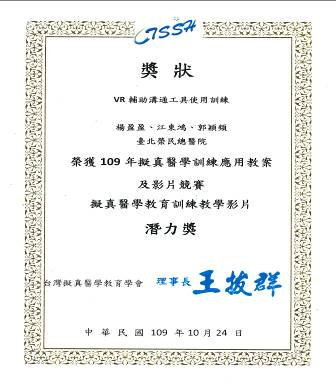 CTSSH
獎狀
VR 輔助溝通工具使用訓練
楊盈盈、江東鴻、郭穎頻
臺北榮民總醫院
榮獲 109 年擬真醫學訓練應用教案
及影片競賽
擬真醫學教育訓練教學影片
潛力獎
台灣擬真醫學教育學會 理事長 王拔群
中華民國 109 年 10 月 24 日